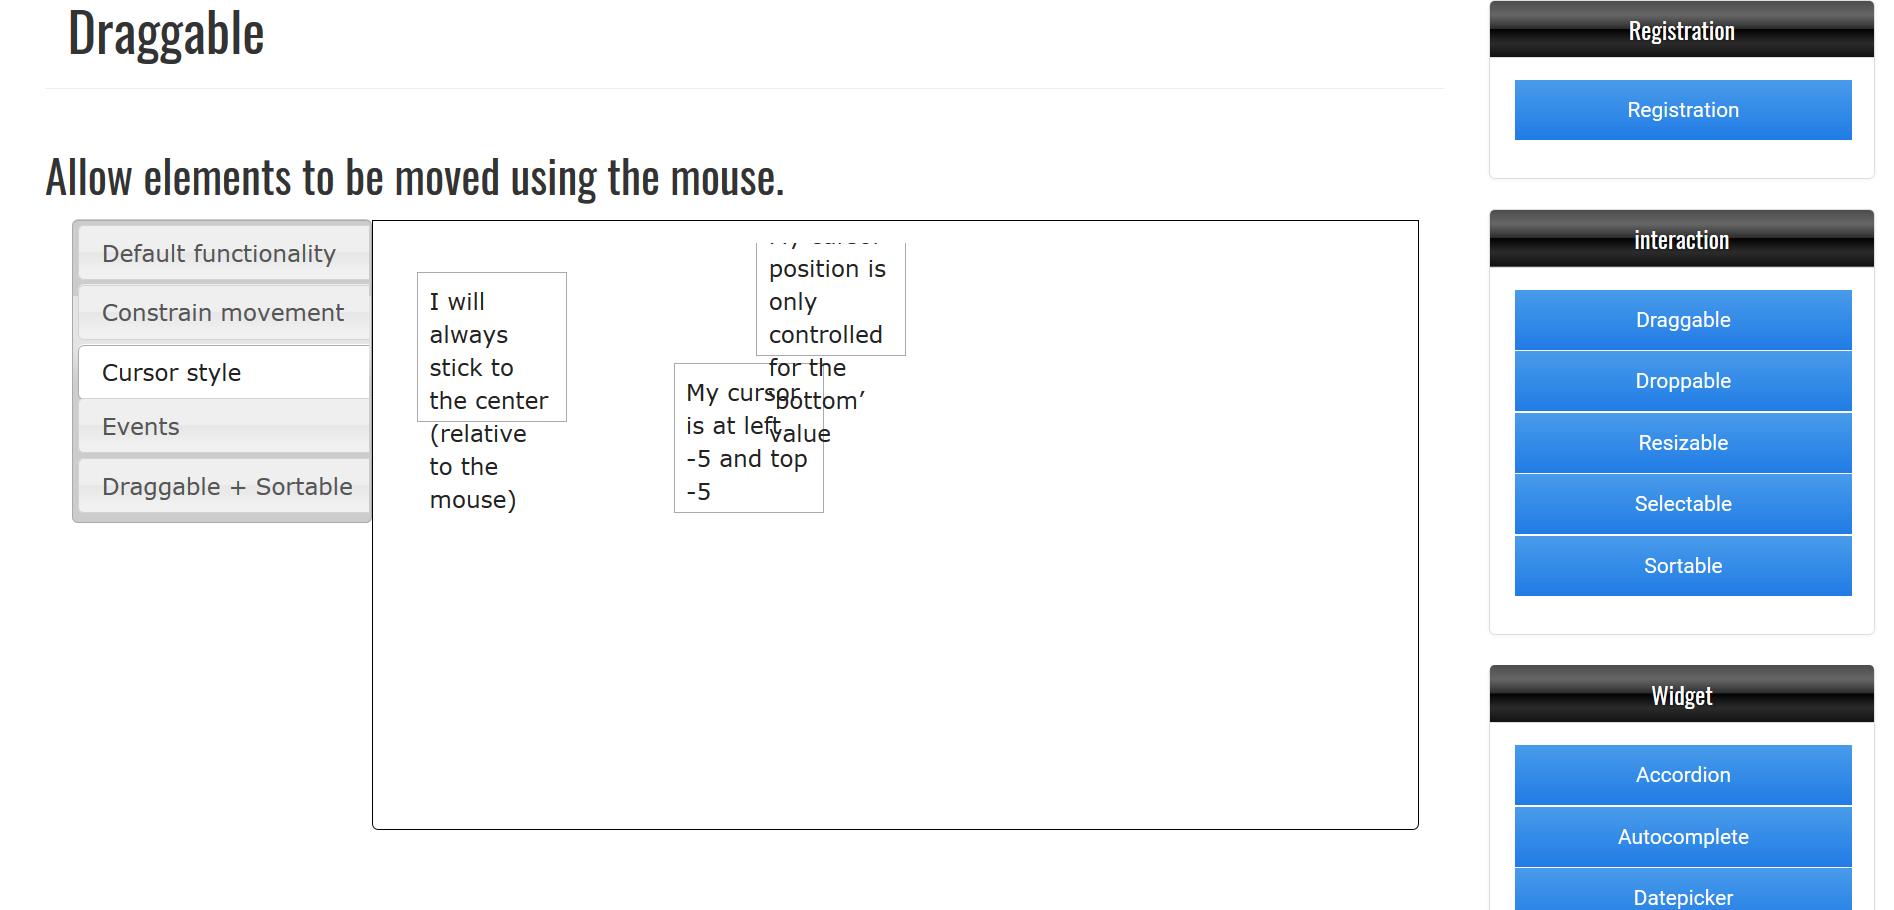 Draggable
Allow elements to be moved using the mouse.
Default functionality
Constrain movement
Cursor style
Events
Draggable + Sortable
I will
always
stick to
the center
(relative
to the
mouse)
My cursor
position is
only
controlled
for the
‘bottom’
value
My cursor
is at left
-5 and top
-5
Registration
Registration
interaction
Draggable
Droppable
Resizable
Selectable
Sortable
Widget
Accordion
Autocomplete
Datepicker